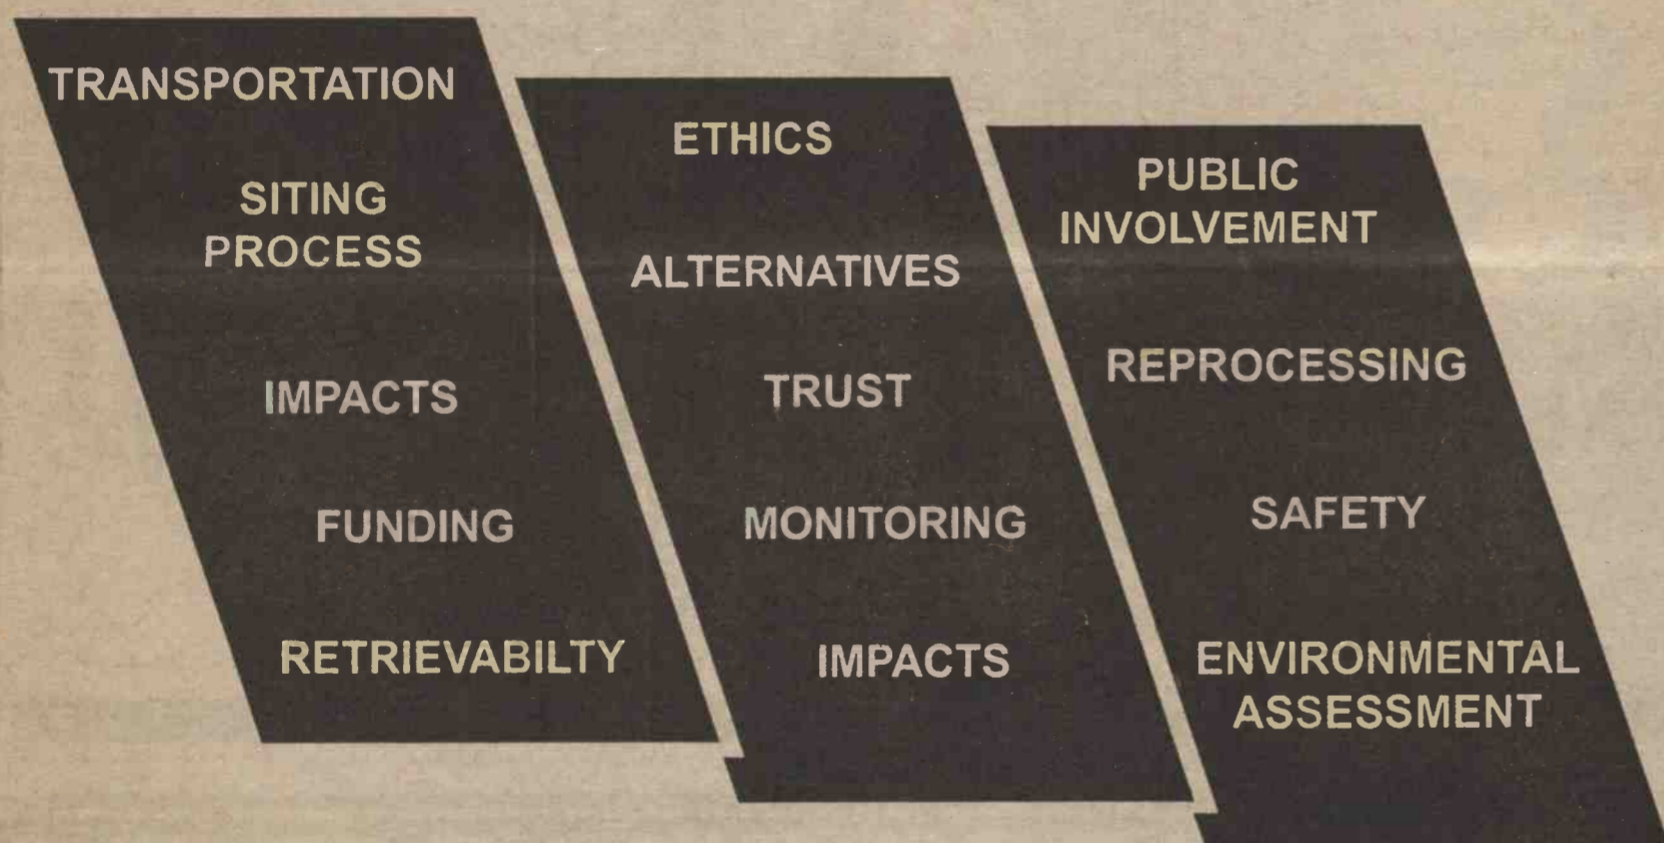 TRANSPORTATION
SITING
PROCESS
IMPACTS
FUNDING
RETRIEVABILTY
ETHICS
ALTERNATIVES
TRUST
MONITORING
IMPACTS
PUBLIC
INVOLVEMENT
REPROCESSING
SAFETY
ENVIRONMENTAL
ASSESSMENT